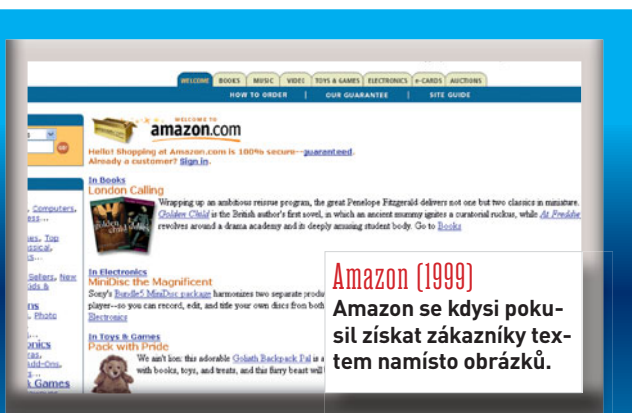 WELCOME BOOKS MUSIC VIDEO TOYS & GAMES ELECTRONICS e-CARDS AUCTIONS
HOW TO ORDER | OUR GUARANTEE | SITE GUIDE
WELCOME TO
amazon.com
Hello! Shopping at Amazon.com is 100% secure--guaranteed.
Already a customer? Sign in.
In Books
London Calling
Wrapping up an ambitious reissue program, the great Penelope Fitzgerald delivers not one but two classics in miniature.
Golden Child is the British author's first novel, in which an ancient mummy ignites a curatorial ruckus, while At Freddie
revolves around a drama academy and its deeply amusing student body. Go to Books
In Electronics
MiniDisc the Magnificent
Sony's Bundle5 MiniDisc package harmonizes two separate produ
player--so you can record, edit, and title your own discs from both
Electronics
In Toys & Games
Pack with Pride
We ain't lion: this adorable Goliath Backpack Pal is a
with books, toys, and treats, and this furry beast will
GO!
, Computers,
Top
Sellers, New
Kids &
, Photo
Add-Ons,
& Games
Amazon (1999)
Amazon se kdysi poku-
sil získat zákazníky tex-
tem namísto obrázků.